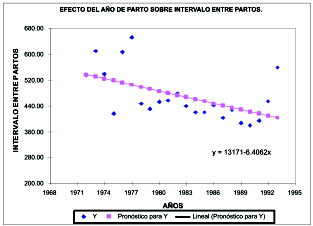 EFECTO DEL AÑO DE PARTO SOBRE INTERVALO ENTRE PARTOS.
INTERVALO ENTRE PARTOS
680.00
600.00
520.00
440.00
360.00
280.00
200.00
y = 13171-6.4062x
1968 1971 1974 1977 1980 1983 1986 1989 1992 1995
AÑOS
Y Pronóstico para Y Lineal (Pronóstico para Y)